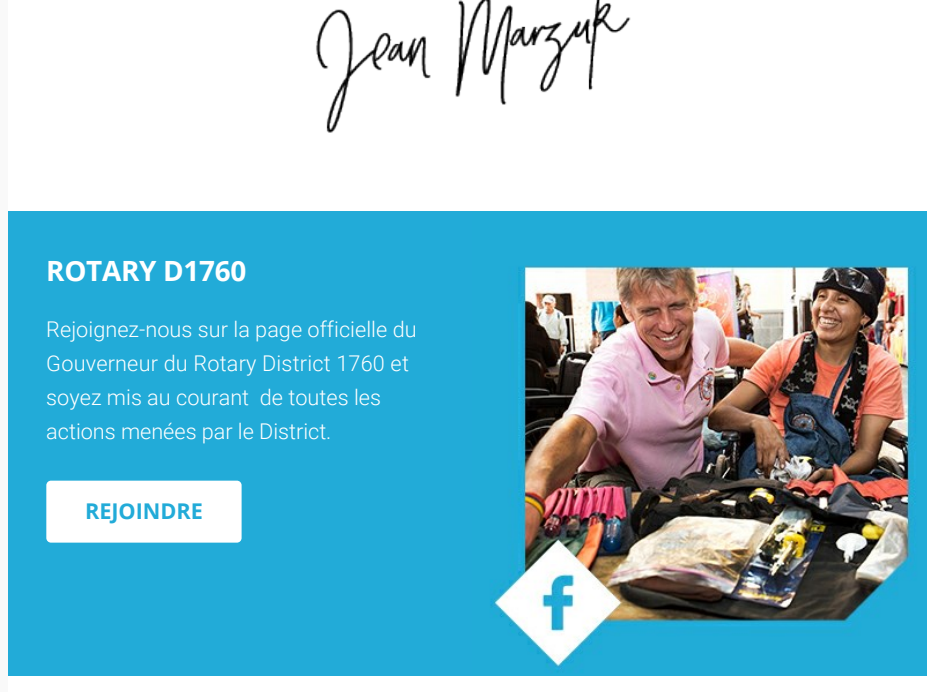 Jean Marzuk
ROTARY D1760
Rejoignez-nous sur la page officielle du
Gouverneur du Rotary District 1760 et
soyez mis au courant  de toutes les
actions menées par le District.
REJOINDRE
f